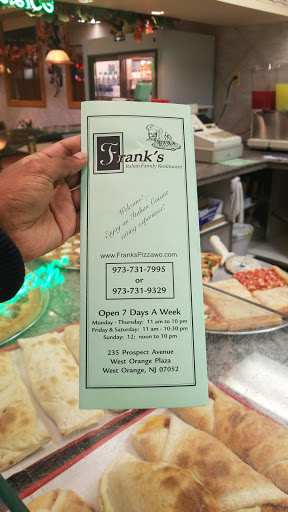 Frank's
Italian Family Restaurant
Welcome!
Enjoy an Italian Cuisine
eating experience!
www.FranksPizzawo.com
973-731-7995
or
973-731-9329
Open 7 Days A Week
Monday - Thursday: 11 am to 10 pm
Friday & Saturday: 11 am - 10:30 pm
Sunday: 12: noon to 10 pm
235 Prospect Avenue
West Orange Plaza
West Orange, NJ 07052